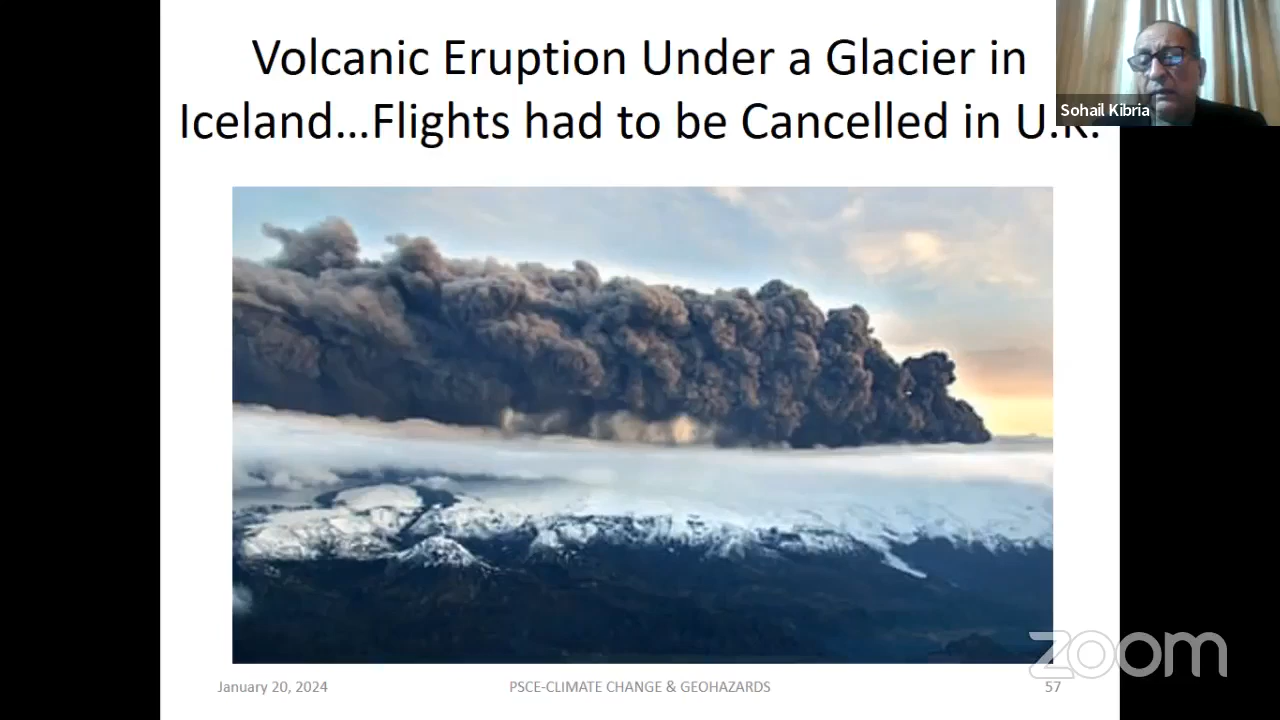 Volcanic Eruption Under a Glacier in
Iceland...Flights had to be Cancelled in U.K.
Sohail Kibria
zoom
January 20, 2024
PSCE-CLIMATE CHANGE & GEOHAZARDS
57